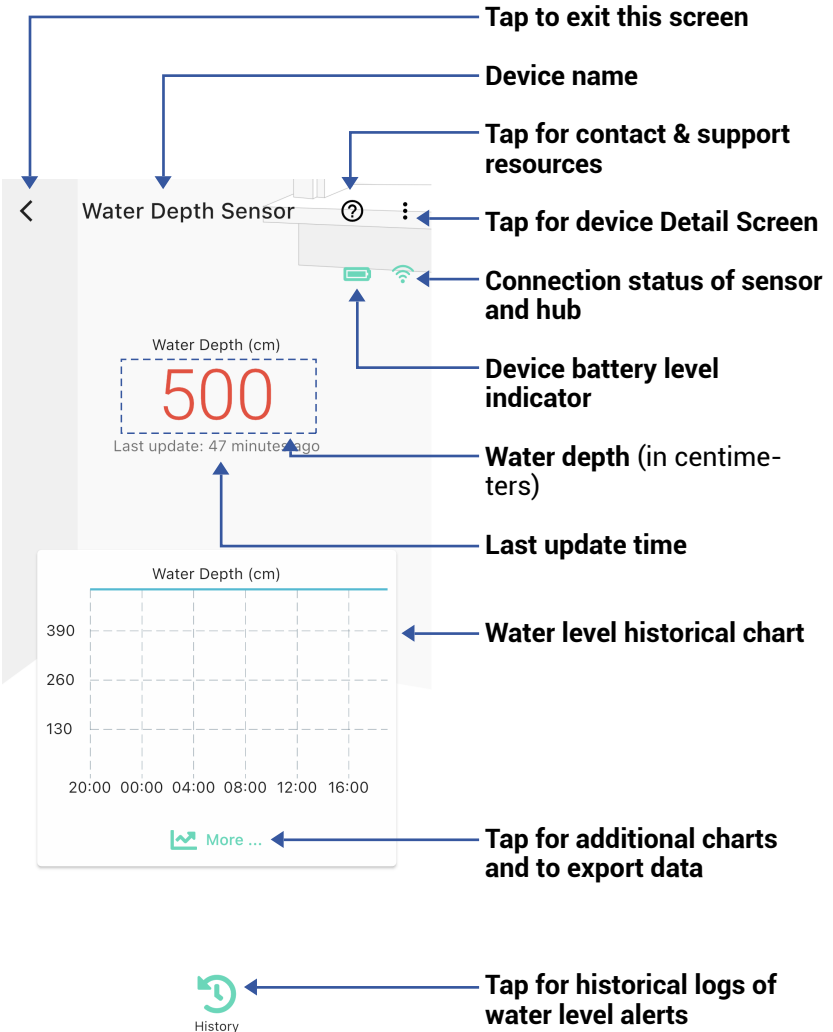 Tap to exit this screen
Device name
Tap for contact & support
resources
Water Depth Sensor
Tap for device Detail Screen
Connection status of sensor
and hub
Water Depth (cm)
500
Last update: 47 minutes ago
Device battery level
indicator
Water depth (in centime-
ters)
Last update time
Water Depth (cm)
390
260
130
20:00 00:00 04:00 08:00 12:00 16:00
Water level historical chart
More ...
Tap for additional charts
and to export data
History
Tap for historical logs of
water level alerts